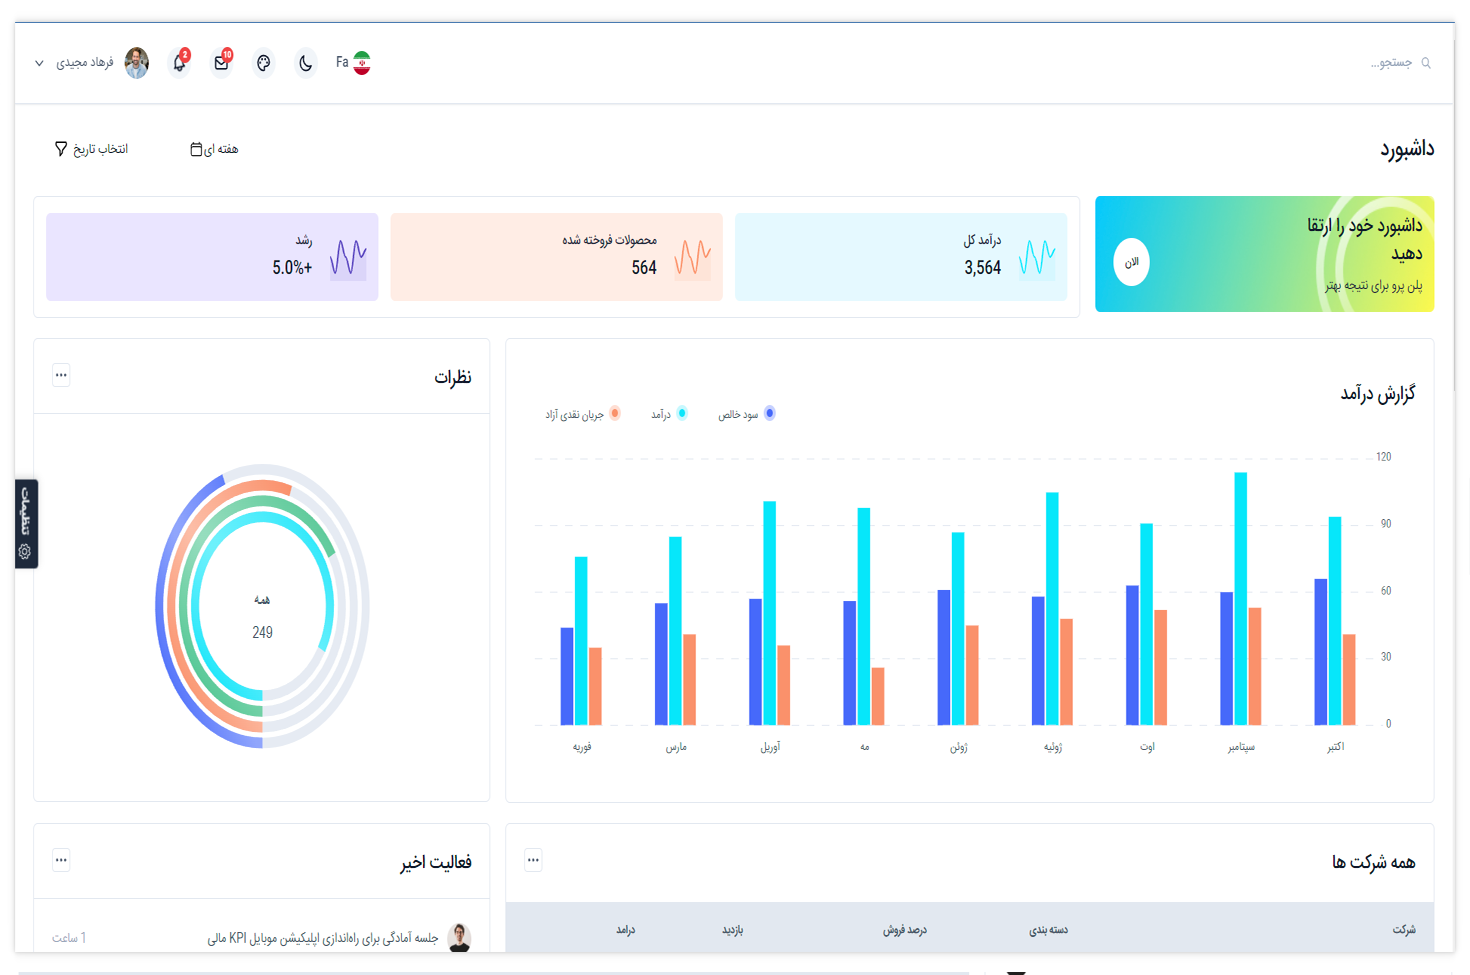 جستجو...
Fa
10
2
فرهاد مجیدی
داشبورد
هفته ای
انتخاب تاریخ
داشبورد خود را ارتقا
دهید
پلن پرو برای نتیجه بهتر
الان
درآمد کل
3,564
محصولات فروخته شده
564
رشد
5.0%+
گزارش درآمد
سود خالص
درآمد
جریان نقدی آزاد
120
90
60
30
0
اکتبر
سپتامبر
اوت
ژوئیه
ژوئن
مه
آوریل
مارس
فوریه
نظرات
همه
249
تنظیمات
همه شرکت ها
شرکت
دسته بندی
درصد فروش
بازدید
درامد
فعالیت اخیر
جلسه آمادگی برای راه‌اندازی اپلیکیشن موبایل KPI مالی
1 ساعت